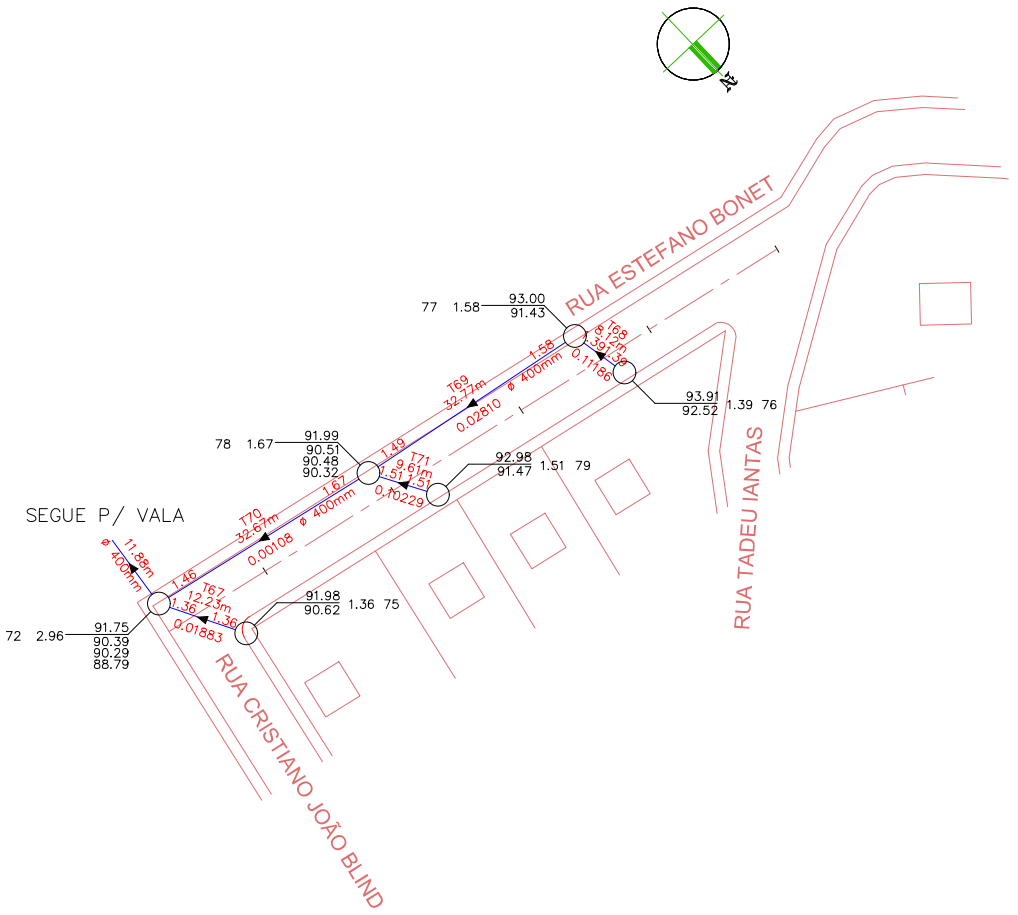 N
RUA ESTEFANO BONET
77 1.58
93.00
91.43
T68
8.12m
1.39
1.39
0.11186
1.58
T69
32.77m
ø 400mm
0.02810
1.49
93.91
92.52
1.39 76
78 1.67
91.99
90.51
90.48
90.32
T71
9.61m
1.51
1.51
0.10229
92.98
91.47
1.51 79
RUA TADEU IANTAS
1.67
T70
32.67m
ø 400mm
0.00108
1.46
SEGUE P/ VALA
11.88m
ø 400mm
T67
12.23m
1.36
1.36
0.01883
91.98
90.62
1.36 75
72 2.96
91.75
90.39
90.29
88.79
RUA CRISTIANO JOÃO BLIND